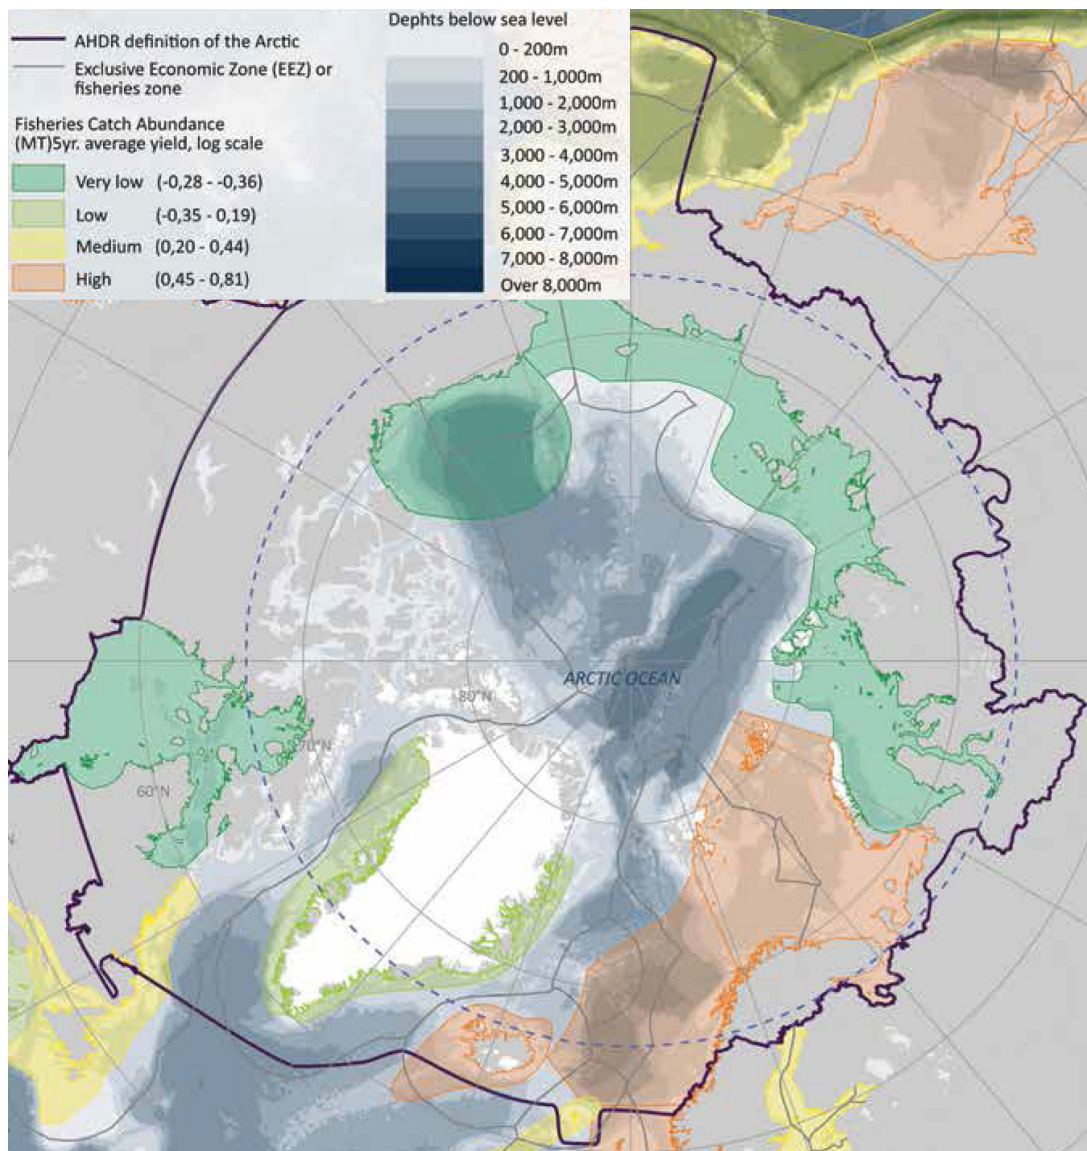 AHDR definition of the Arctic
Exclusive Economic Zone (EEZ) or
fisheries zone
Fisheries Catch Abundance
(MT)5yr. average yield, log scale
Very low (-0,28 - -0,36)
Low (-0,35 - 0,19)
Medium (0,20 - 0,44)
High (0,45 - 0,81)
Dephts below sea level
0 - 200m
200 - 1,000m
1,000 - 2,000m
2,000 - 3,000m
3,000 - 4,000m
4,000 - 5,000m
5,000 - 6,000m
6,000 - 7,000m
7,000 - 8,000m
Over 8,000m
ARCTIC OCEAN
80°N
70°N
60°N